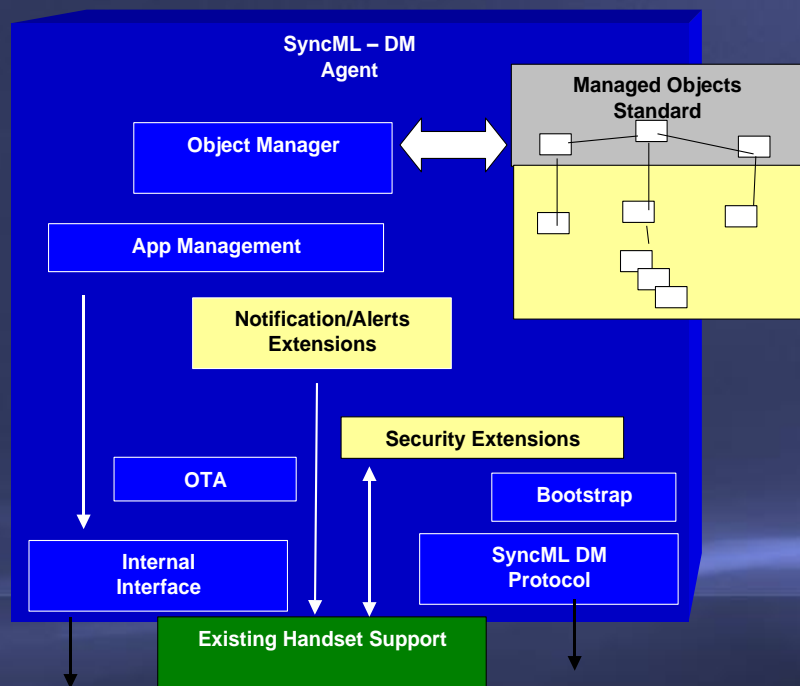 SyncML – DM
Agent
Managed Objects
Standard
Object Manager
App Management
Notification/Alerts
Extensions
Security Extensions
OTA
Bootstrap
Internal
Interface
SyncML DM
Protocol
Existing Handset Support